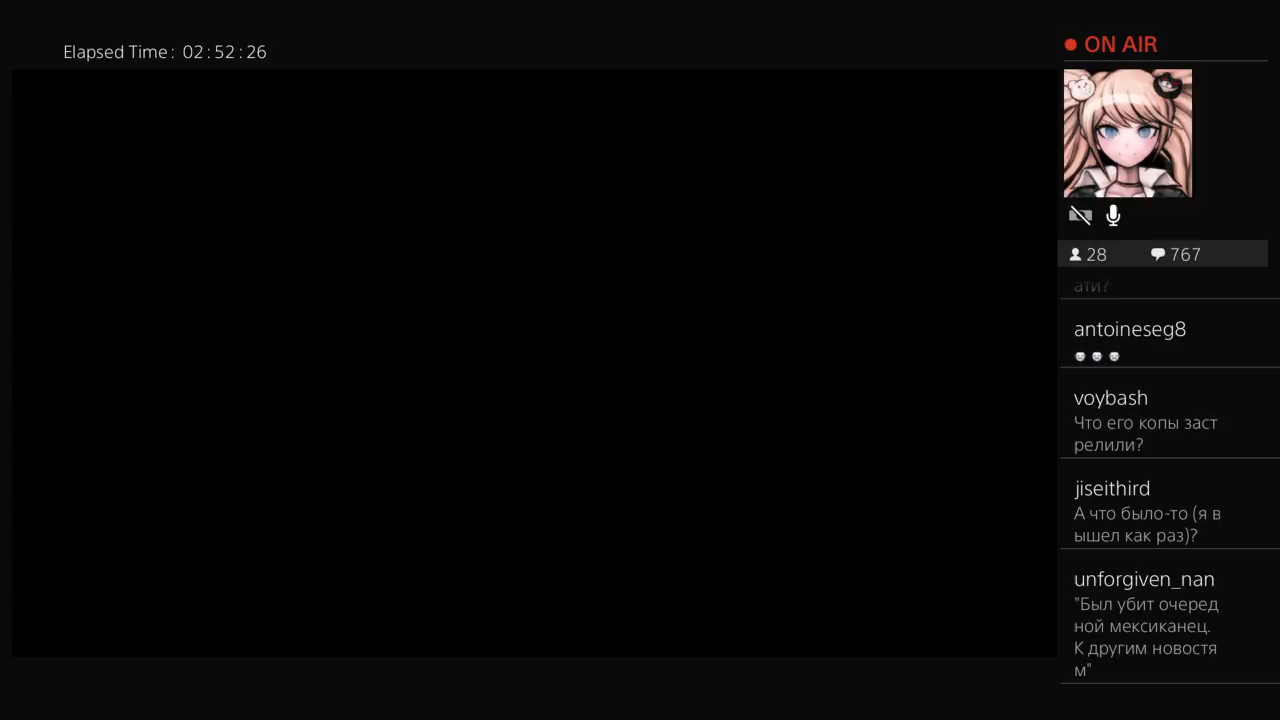 Elapsed Time: 02:52:26
ON AIR
28 767
ати?
antoineseg8
voybash
Что его копы заст
релили?
jiseithird
А что было-то (я в
ышел как раз)?
unforgiven_nan
"Был убит очеред
ной мексиканец.
К другим новостя
м"